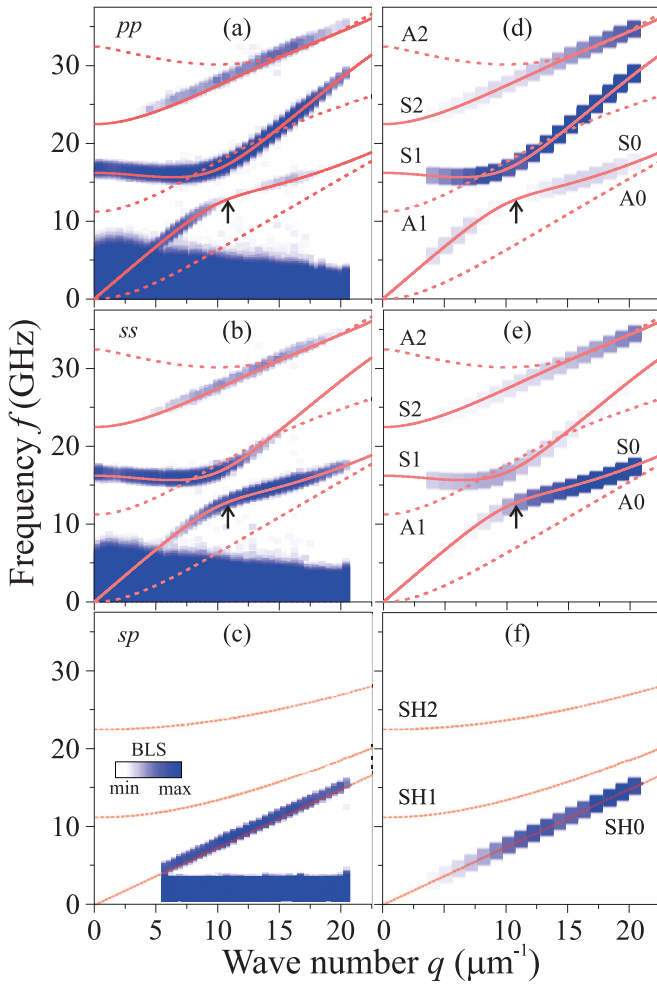 pp
(a)
(d)
A2
S2
S1
S0
A0
A1
30
20
10
0
ss
(b)
(e)
A2
S2
S1
S0
A0
A1
30
20
10
0
Frequency f (GHz)
sp
(c)
(f)
SH2
SH1
SH0
BLS
min max
30
20
10
0
0 5 10 15 20
0 5 10 15 20
Wave number q (μm⁻¹)